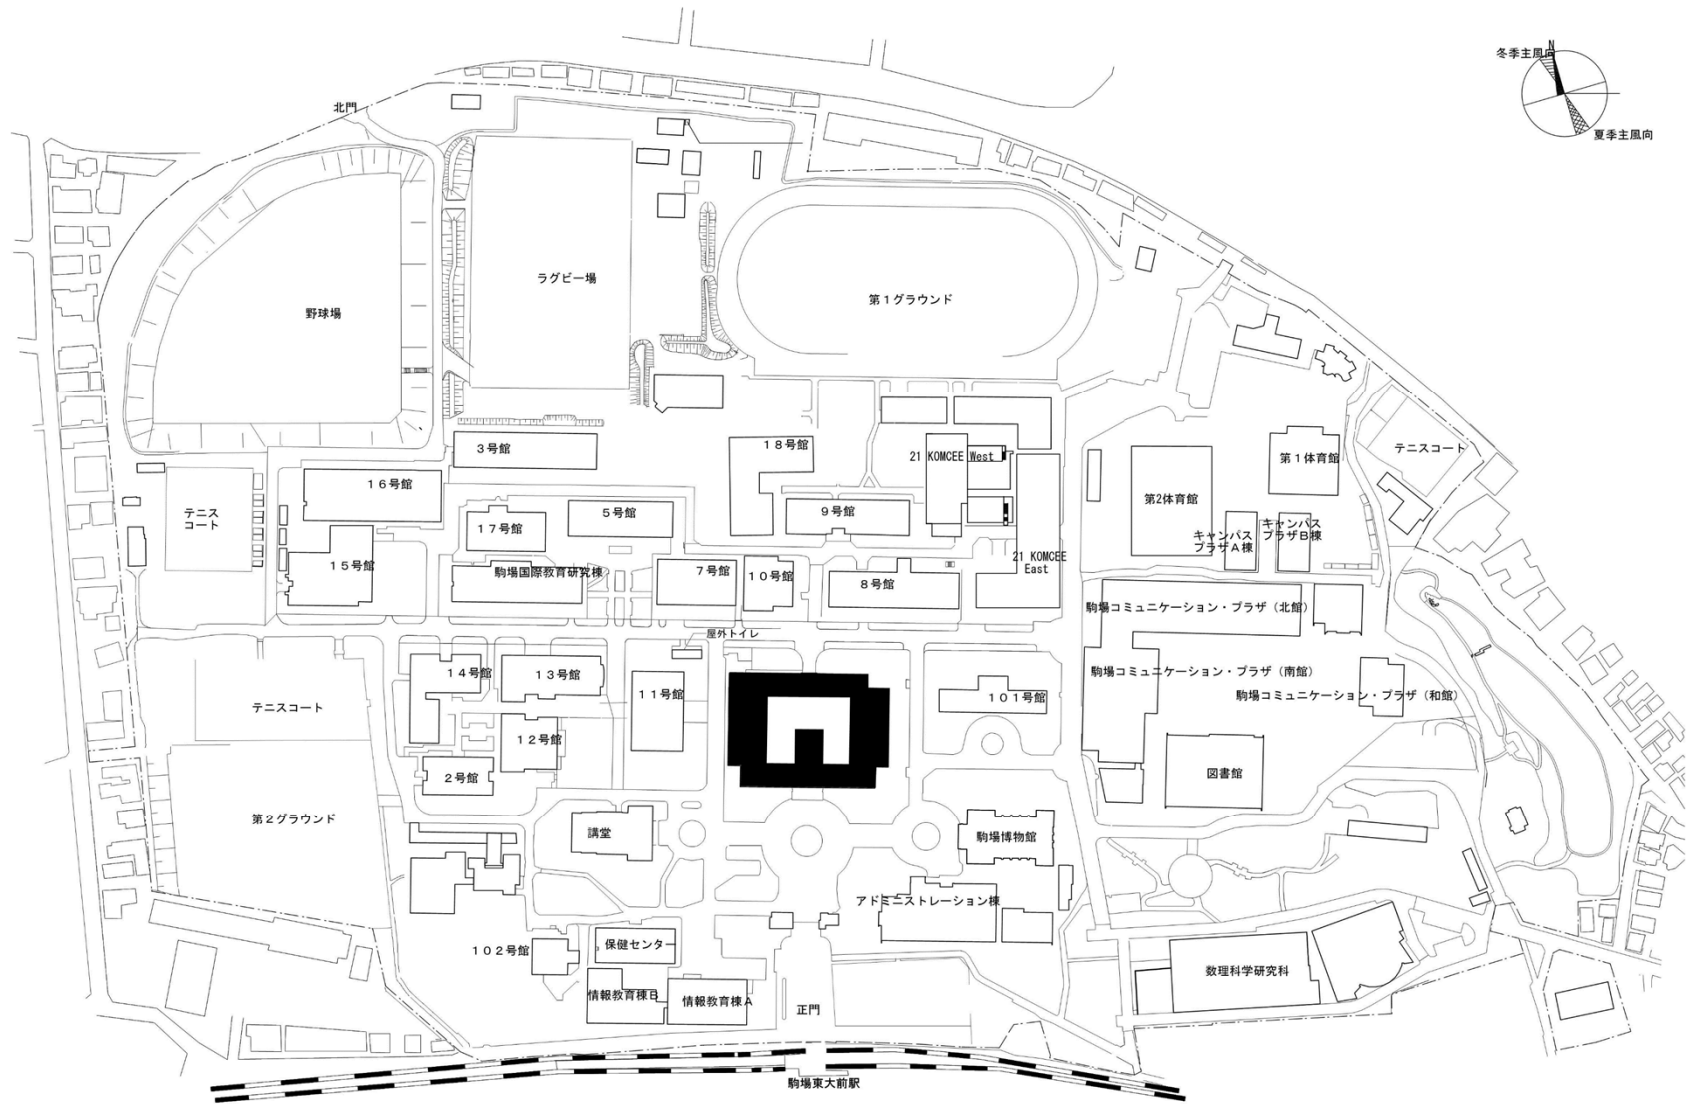 冬季主風向
N
夏季主風向
北門
野球場
ラグビー場
第１グラウンド
３号館
１８号館
21 KOMCEE West
第１体育館
テニスコート
１６号館
第2体育館
テニス
コート
１７号館
５号館
９号館
キャンパス
プラザA棟
キャンパス
プラザB棟
１５号館
駒場国際教育研究棟
７号館
１０号館
８号館
21 KOMCEE
East
駒場コミュニケーション・プラザ（北館）
屋外トイレ
１４号館
１３号館
１１号館
１０１号館
駒場コミュニケーション・プラザ（南館）
駒場コミュニケーション・プラザ（和館）
テニスコート
１２号館
２号館
図書館
第２グラウンド
講堂
駒場博物館
アドミニストレーション棟
１０２号館
保健センター
数理科学研究科
情報教育棟B
情報教育棟A
正門
駒場東大前駅